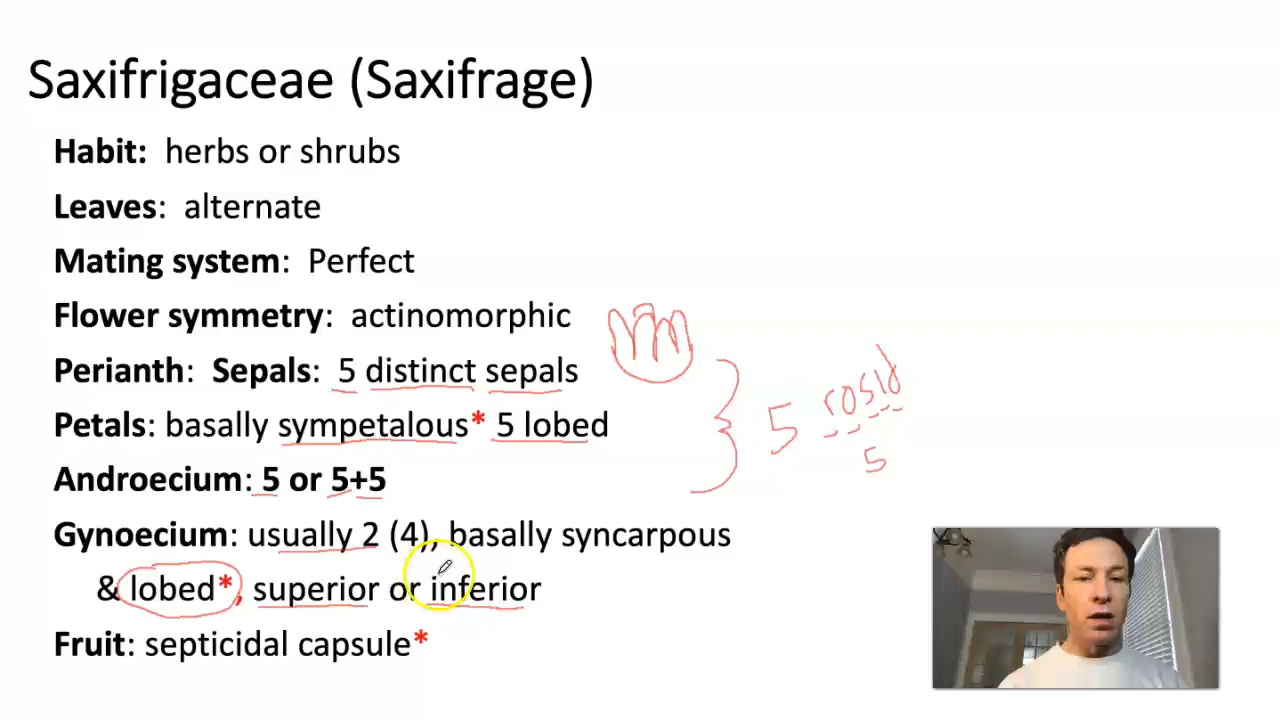 Saxifrigaceae (Saxifrage)
Habit: herbs or shrubs
Leaves: alternate
Mating system: Perfect
Flower symmetry: actinomorphic
Perianth: Sepals: 5 distinct sepals
Petals: basally sympetalous* 5 lobed
Androecium: 5 or 5+5
Gynoecium: usually 2 (4), basally syncarpous
& lobed*, superior or inferior
Fruit: septicidal capsule*
5 rosid
5